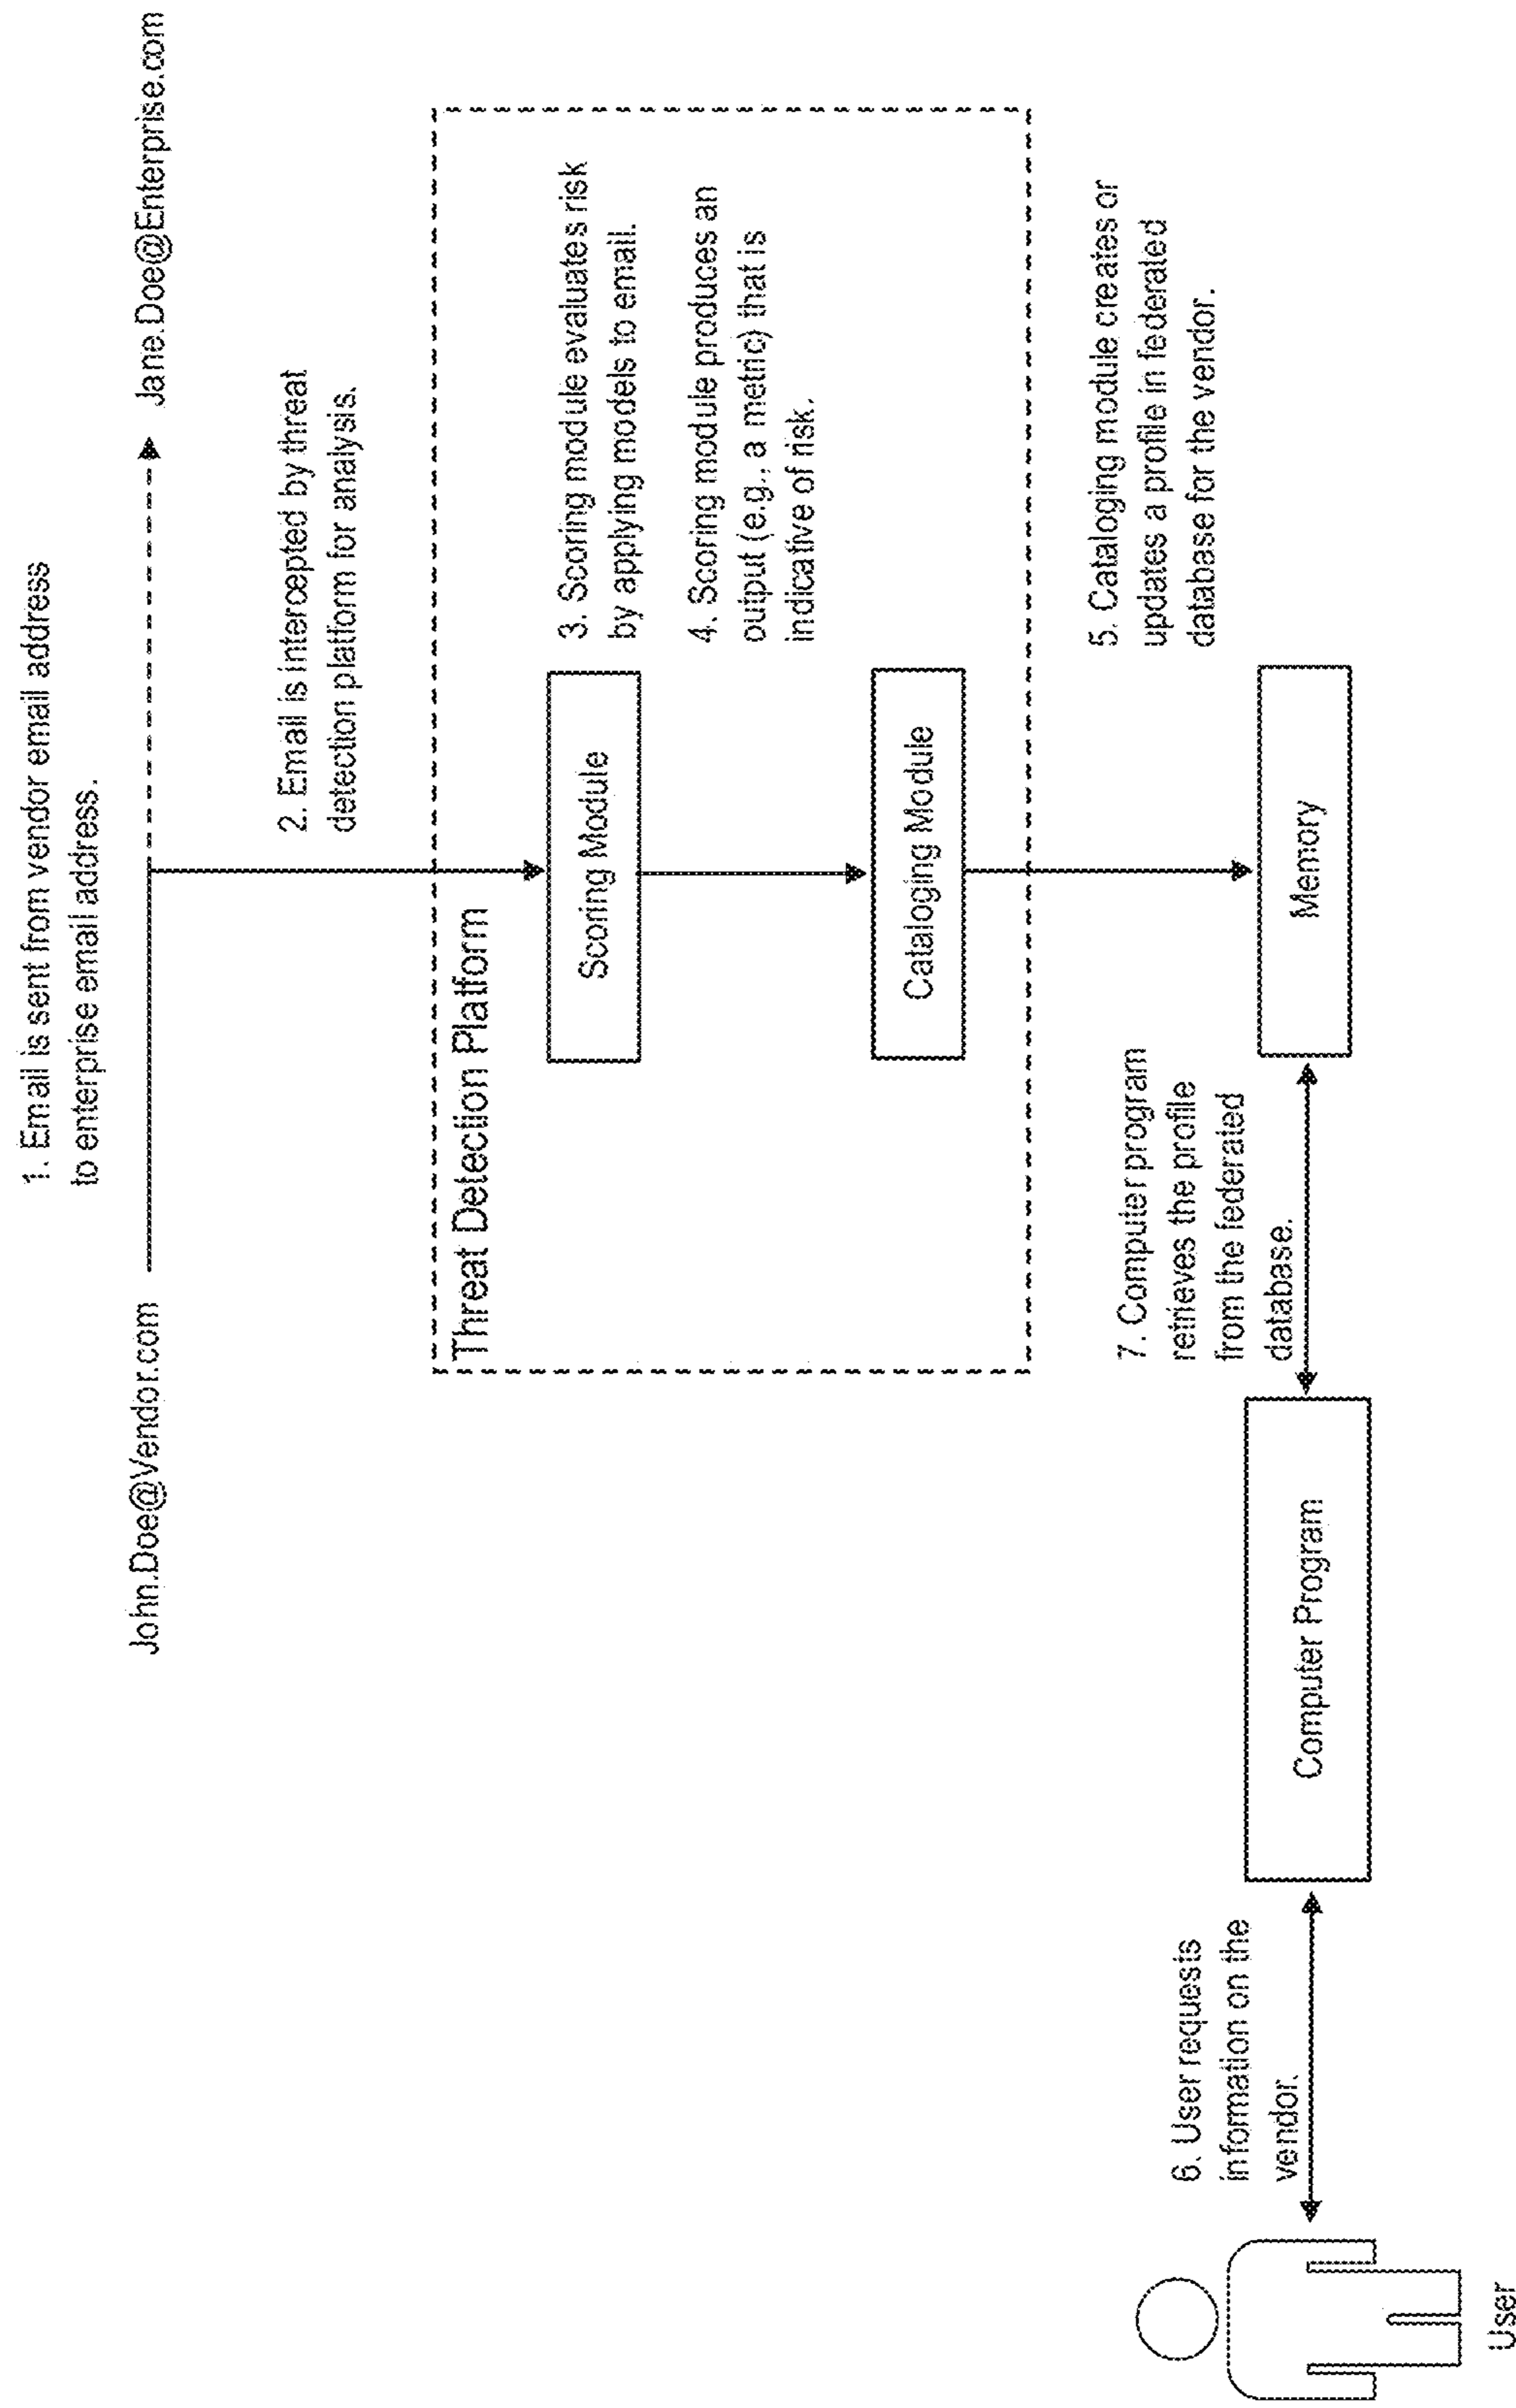 1. Email is sent from vendor email address
to enterprise email address.
John.Doe@Vendor.com
Jane.Doe@Enterprise.com
2. Email is intercepted by threat
detection platform for analysis.
Threat Detection Platform
Scoring Module
3. Scoring module evaluates risk
by applying models to email.
4. Scoring module produces an
output (e.g., a metric) that is
indicative of risk.
Cataloging Module
5. Cataloging module creates or
updates a profile in federated
database for the vendor.
6. User requests
information on the
vendor.
7. Computer program
retrieves the profile
from the federated
database.
User
Computer Program
Memory